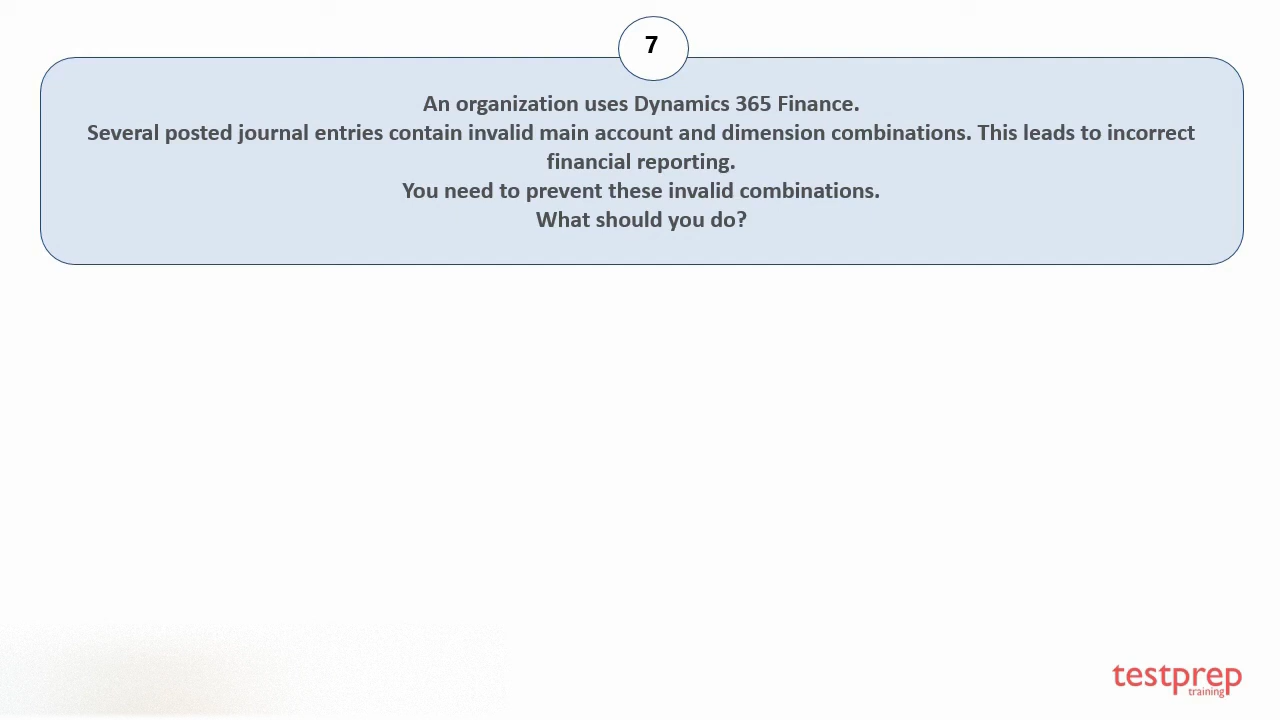 7
An organization uses Dynamics 365 Finance.
Several posted journal entries contain invalid main account and dimension combinations. This leads to incorrect
financial reporting.
You need to prevent these invalid combinations.
What should you do?
testprep
training